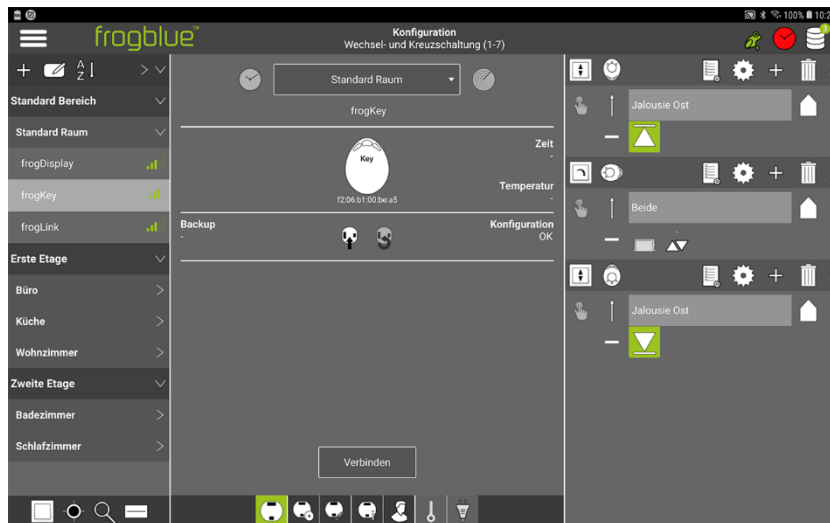 100% 10:2
frogblue™
Konfiguration
Wechsel- und Kreuzschaltung (1-7)
Standard Bereich
Standard Raum
frogDisplay
frogKey
frogLink
Erste Etage
Büro
Küche
Wohnzimmer
Zweite Etage
Badezimmer
Schlafzimmer
Standard Raum
frogKey
Key
f2:06:b1:00:be:a5
Zeit
-
Temperatur
-
Backup
-
Konfiguration
OK
Verbinden
Jalousie Ost
Beide
Jalousie Ost